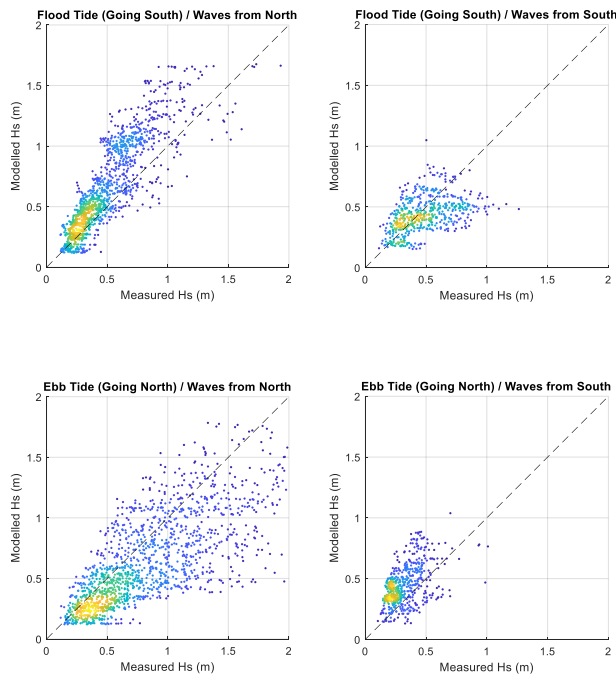 Flood Tide (Going South) / Waves from North
2
1.5
Modelled Hs (m)
1
0.5
0
0 0.5 1 1.5 2
Measured Hs (m)
Flood Tide (Going South) / Waves from South
2
1.5
Modelled Hs (m)
1
0.5
0
0 0.5 1 1.5 2
Measured Hs (m)
Ebb Tide (Going North) / Waves from North
2
1.5
Modelled Hs (m)
1
0.5
0
0 0.5 1 1.5 2
Measured Hs (m)
Ebb Tide (Going North) / Waves from South
2
1.5
Modelled Hs (m)
1
0.5
0
0 0.5 1 1.5 2
Measured Hs (m)